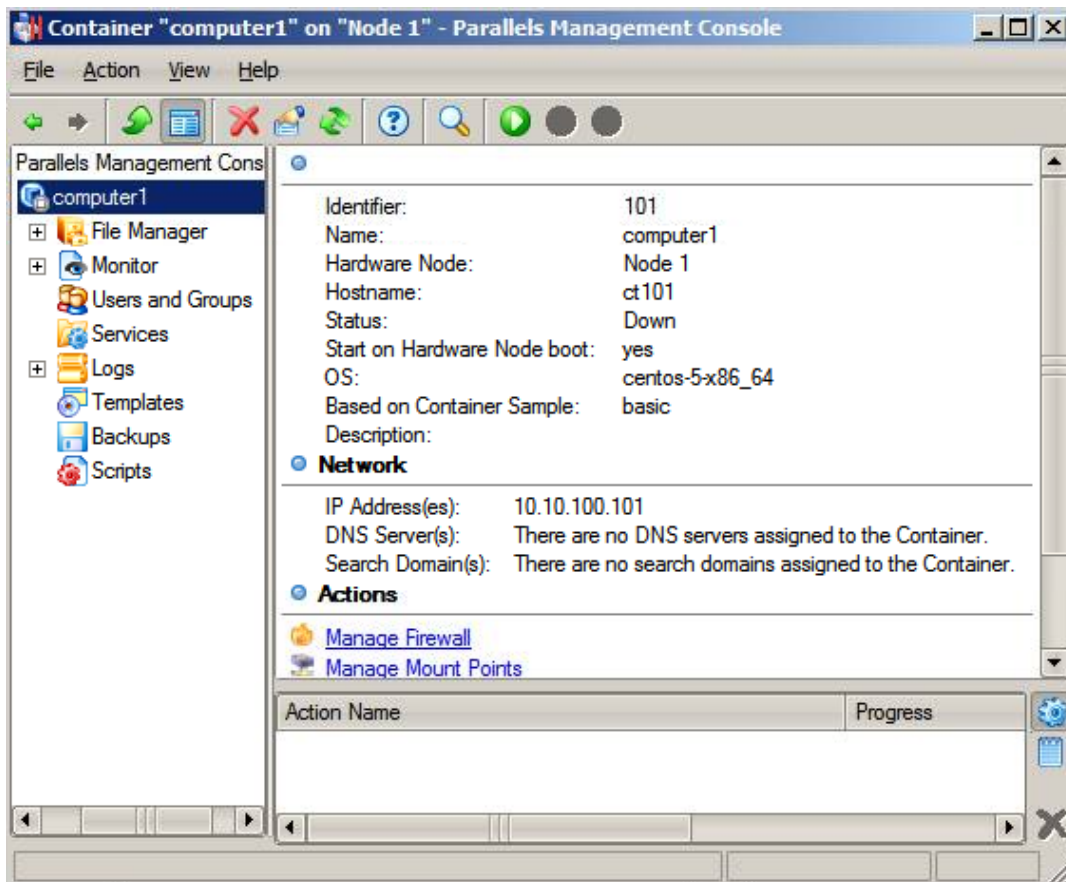 Container "computer1" on "Node 1" - Parallels Management Console
File Action View Help
Parallels Management Cons
computer1
File Manager
Monitor
Users and Groups
Services
Logs
Templates
Backups
Scripts
Identifier: 101
Name: computer1
Hardware Node: Node 1
Hostname: ct101
Status: Down
Start on Hardware Node boot: yes
OS: centos-5-x86_64
Based on Container Sample: basic
Description:
Network
IP Address(es): 10.10.100.101
DNS Server(s): There are no DNS servers assigned to the Container.
Search Domain(s): There are no search domains assigned to the Container.
Actions
Manage Firewall
Manage Mount Points
Action Name Progress